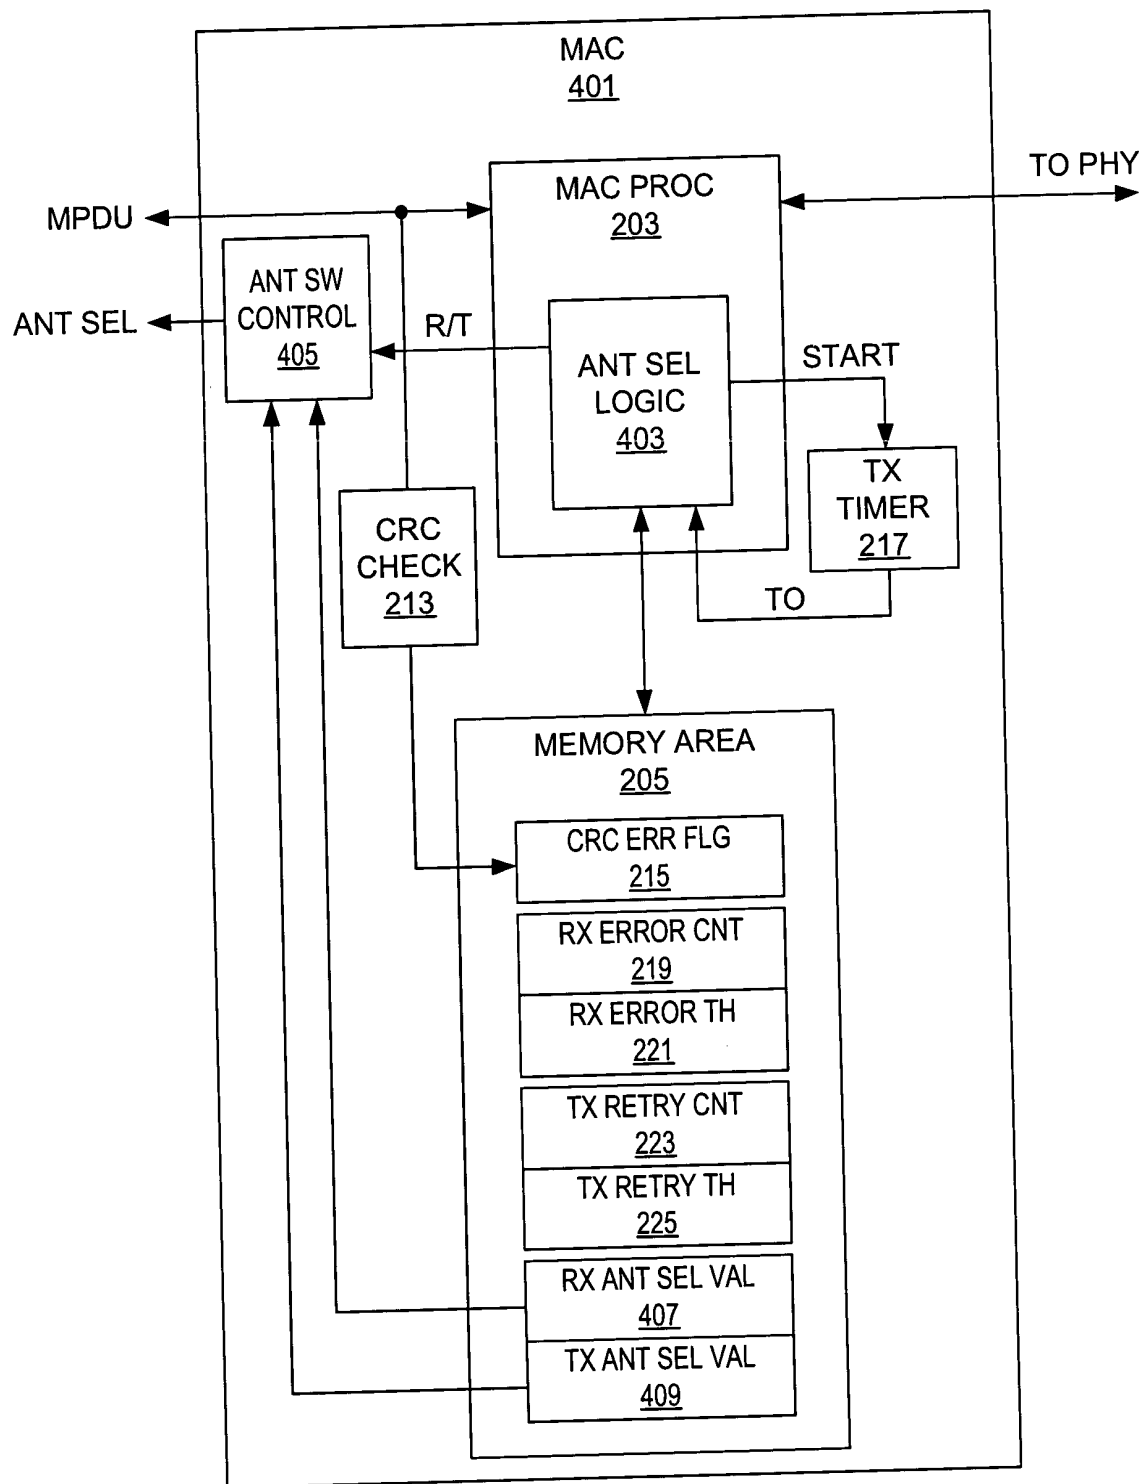 MAC
401
TO PHY
MPDU
MAC PROC
203
ANT SW
CONTROL
405
ANT SEL
R/T
ANT SEL
LOGIC
403
START
TX
TIMER
217
TO
CRC
CHECK
213
MEMORY AREA
205
CRC ERR FLG
215
RX ERROR CNT
219
RX ERROR TH
221
TX RETRY CNT
223
TX RETRY TH
225
RX ANT SEL VAL
407
TX ANT SEL VAL
409